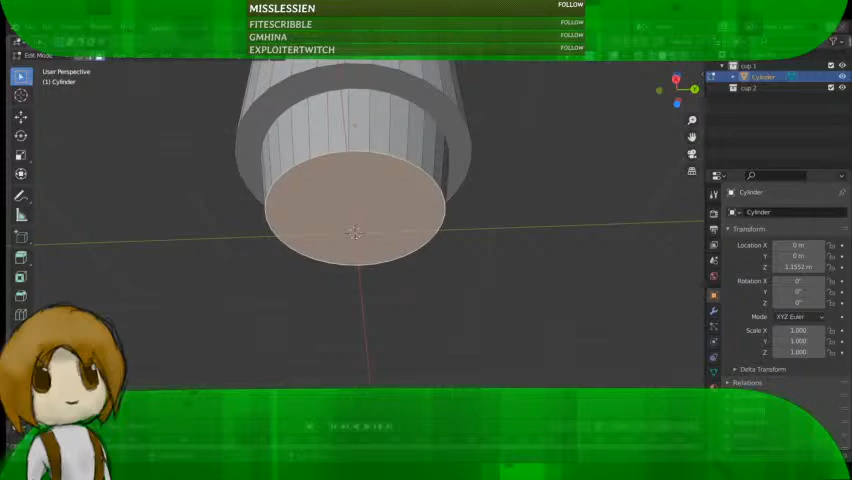 MISSLESSIEN FOLLOW
FITESCRIBBLE FOLLOW
GMHINA FOLLOW
EXPLOITERTWITCH FOLLOW
Edit Mode
User Perspective
(1) Cylinder
cup 1
Cylinder
cup 2
Y
Cylinder
Cylinder
Transform
Location X 0 m
Y 0 m
Z 1.1552 m
Rotation X 0°
Y 0°
Z 0°
Mode XYZ Euler
Scale X 1.000
Y 1.000
Z 1.000
Delta Transform
Relations